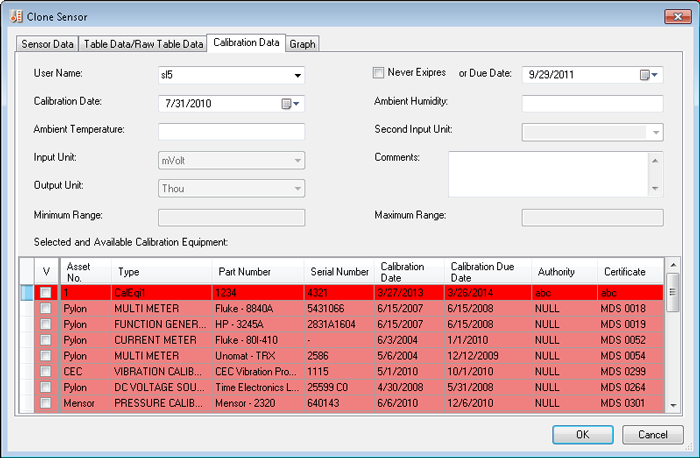 Clone Sensor
Sensor Data Table Data/Raw Table Data Calibration Data Graph
User Name: sl5 Never Expires or Due Date: 9/29/2011
Calibration Date: 7/31/2010 Ambient Humidity:
Ambient Temperature: Second Input Unit:
Input Unit: mVolt Comments:
Output Unit: Thou
Minimum Range: Maximum Range:
Selected and Available Calibration Equipment:
V Asset No. Type Part Number Serial Number Calibration Date Calibration Due Date Authority Certificate
1 CalEqi1 1234 4321 3/27/2013 3/26/2014 abc abc
Pylon MULTI METER Fluke - 8840A 5431066 6/15/2007 6/15/2008 NULL MDS 0018
Pylon FUNCTION GENER... HP - 3245A 2831A1604 6/15/2007 6/15/2008 NULL MDS 0019
Pylon CURRENT METER Fluke - 80I-410 - 6/3/2004 1/1/2010 NULL MDS 0052
Pylon MULTI METER Unomat - TRX 2586 5/6/2004 12/12/2009 NULL MDS 0054
CEC VIBRATION CALIB... CEC Vibration Pro... 1115 5/1/2010 10/1/2010 NULL MDS 0299
Pylon DC VOLTAGE SOU... Time Electronics L... 25599 C0 4/30/2008 5/31/2008 NULL MDS 0264
Mensor PRESSURE CALIB... Mensor - 2320 640143 6/6/2010 12/6/2010 NULL MDS 0301
OK Cancel